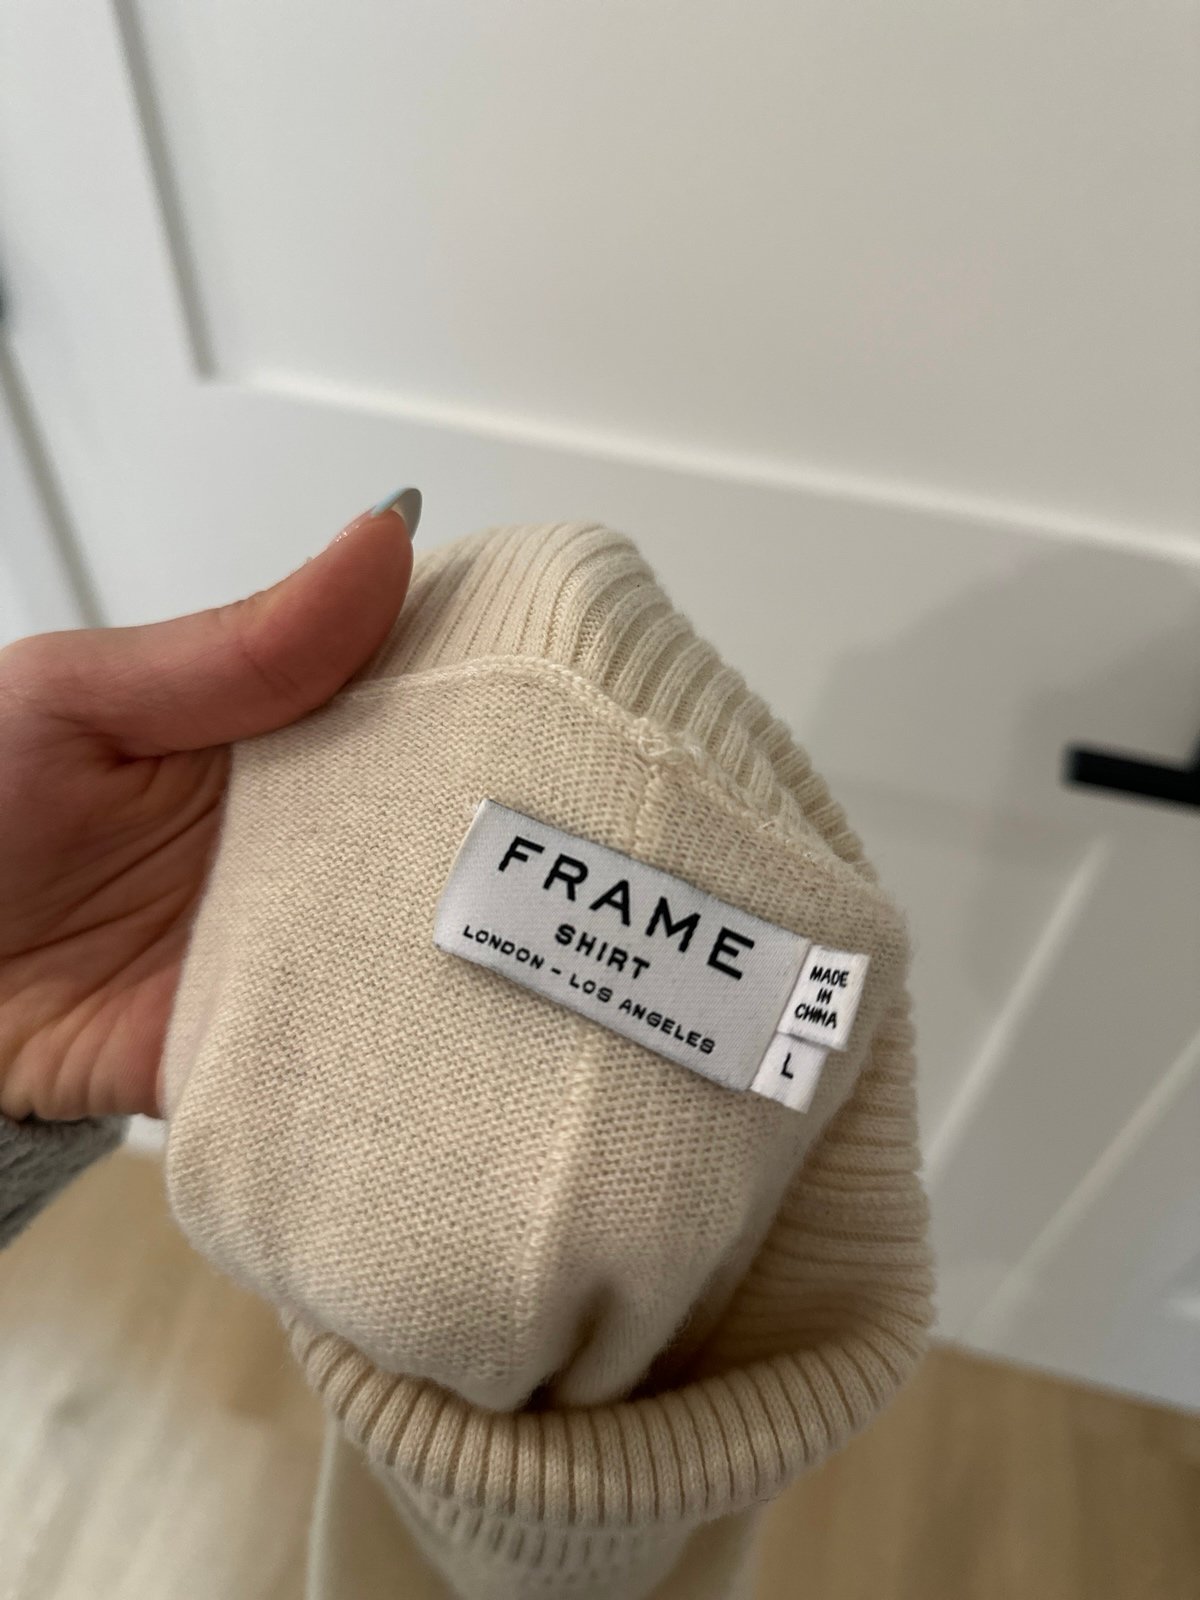 FRAME
SHIRT
LONDON - LOS ANGELES
MADE
IN
CHINA
L